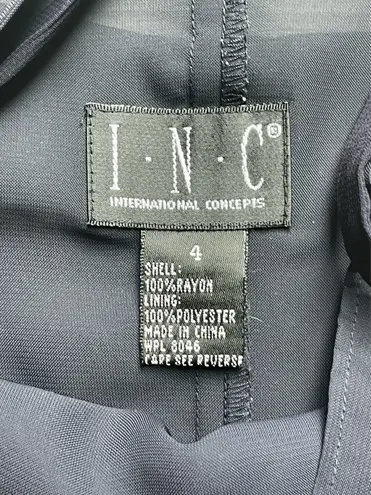 I·N·C®
INTERNATIONAL CONCEPTS
4
SHELL:
100%RAYON
LINING:
100%POLYESTER
MADE IN CHINA
WPL 8046
CARE SEE REVERSE